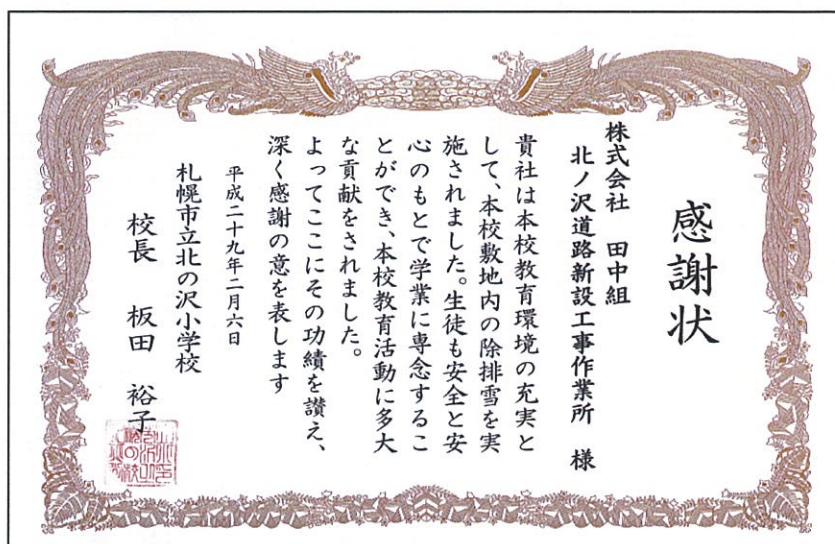 感謝状
株式会社 田中組
北ノ沢道路新設工事作業所 様
貴社は本校教育環境の充実と
して、本校敷地内の除排雪を実
施されました。生徒も安全と安
心のもとで学業に専念するこ
とができ、本校教育活動に多大
な貢献をされました。
よってここにその功績を讃え、
深く感謝の意を表します
平成二十九年二月六日
札幌市立北の沢小学校
校長 板田 裕子